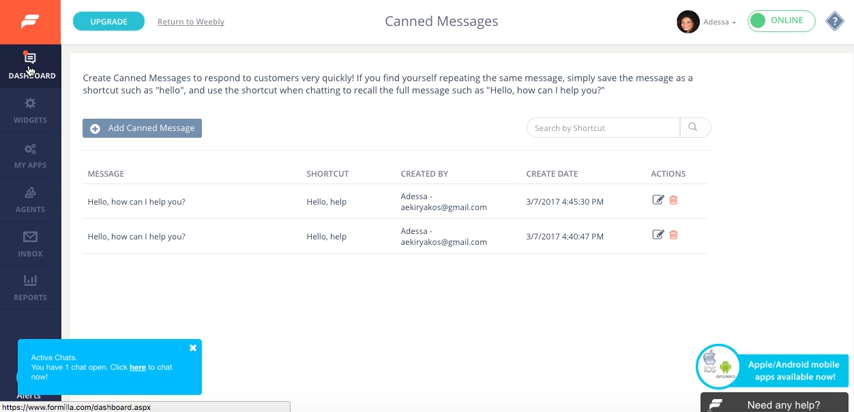 UPGRADE
Return to Weebly
Canned Messages
Adessa
ONLINE
?
DASHBOARD
WIDGETS
MY APPS
AGENTS
INBOX
REPORTS
Create Canned Messages to respond to customers very quickly! If you find yourself repeating the same message, simply save the message as a
shortcut such as "hello", and use the shortcut when chatting to recall the full message such as "Hello, how can I help you?"
Add Canned Message
Search by Shortcut
MESSAGE SHORTCUT CREATED BY CREATE DATE ACTIONS
Hello, how can I help you? Hello, help Adessa - 3/7/2017 4:45:30 PM
aekiryakos@gmail.com
Hello, how can I help you? Hello, help Adessa - 3/7/2017 4:40:47 PM
aekiryakos@gmail.com
Active Chats.
You have 1 chat open. Click here to chat
now!
Alerts
https://www.formilla.com/dashboard.aspx
iOS
ANDROID
Apple/Android mobile
apps available now!
Need any help?